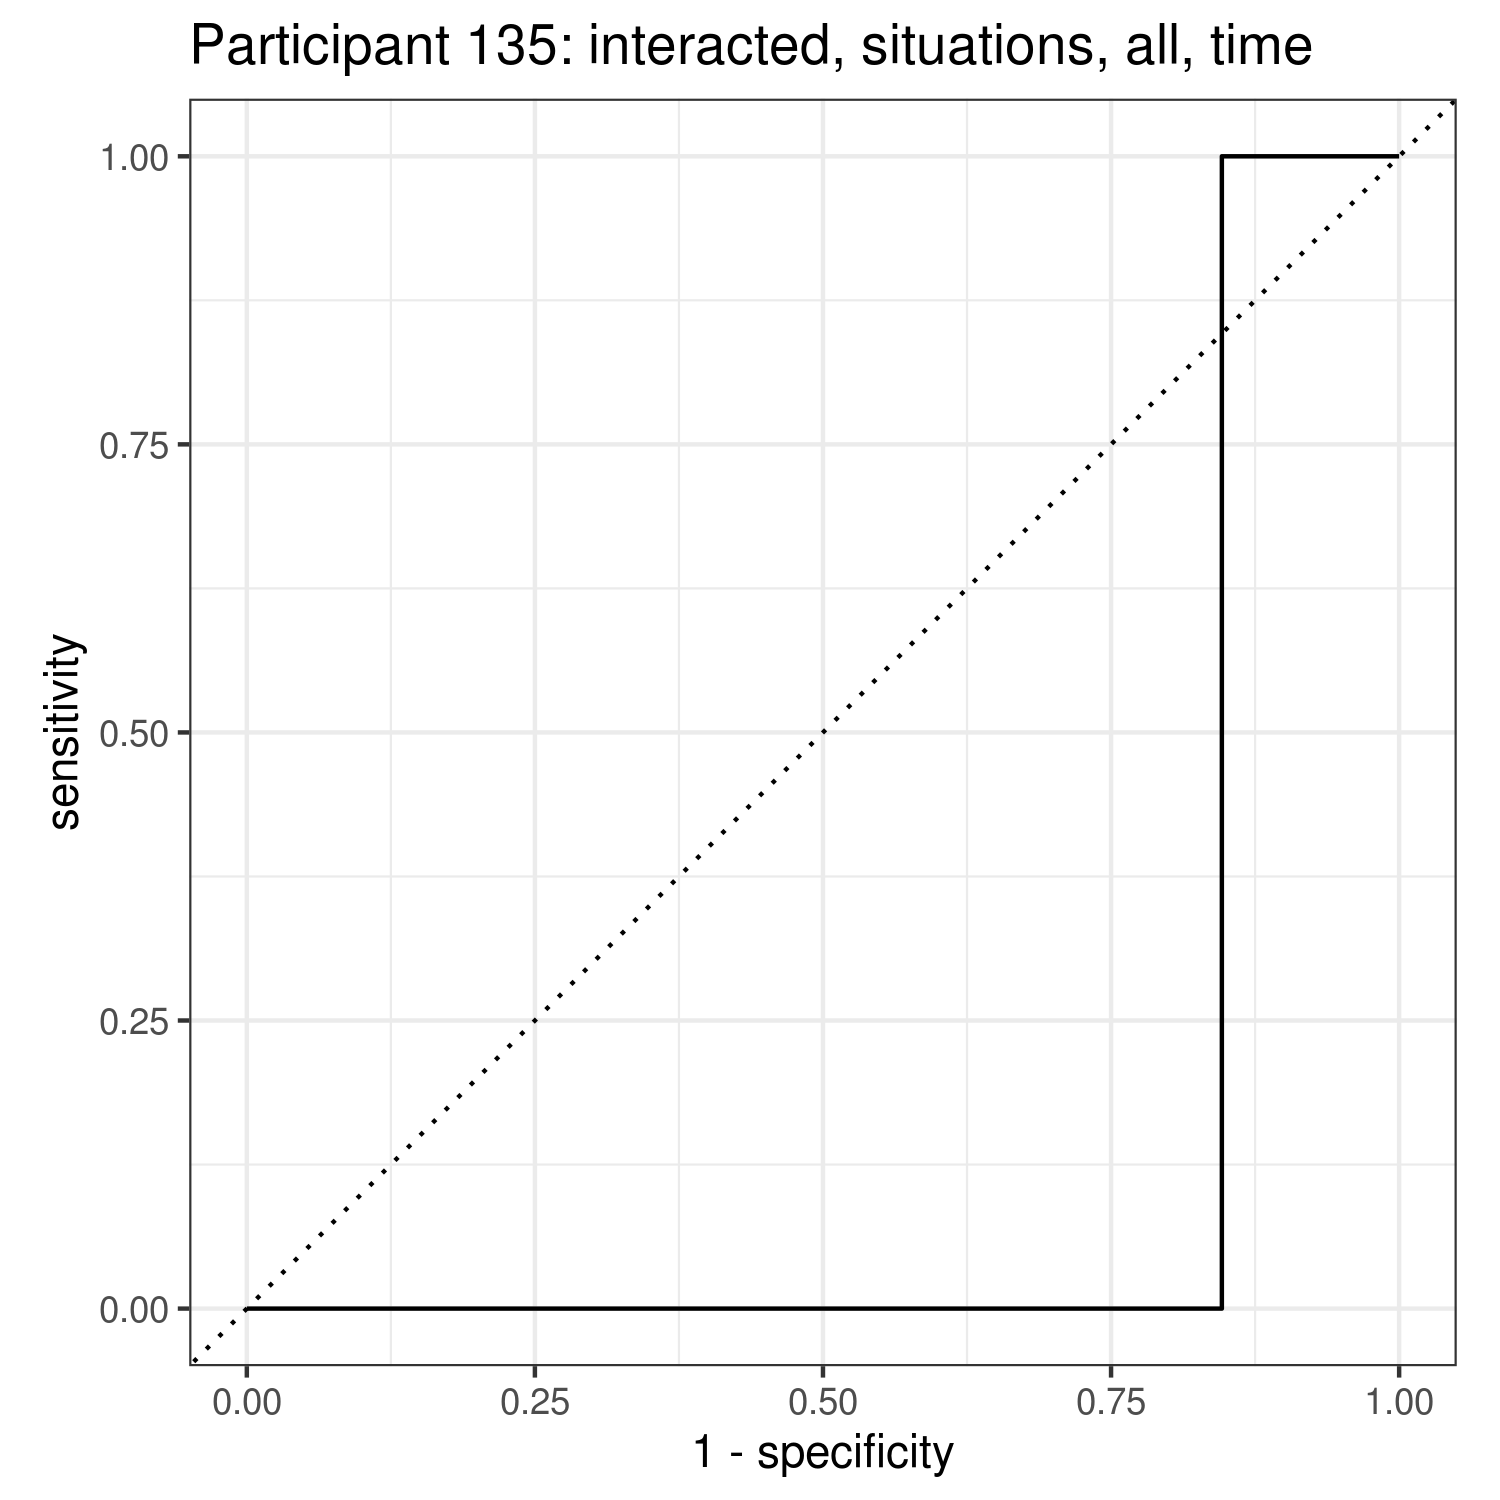 Participant 135: interacted, situations, all, time
1.00
0.75
0.50
0.25
0.00
sensitivity
0.00 0.25 0.50 0.75 1.00
1 - specificity